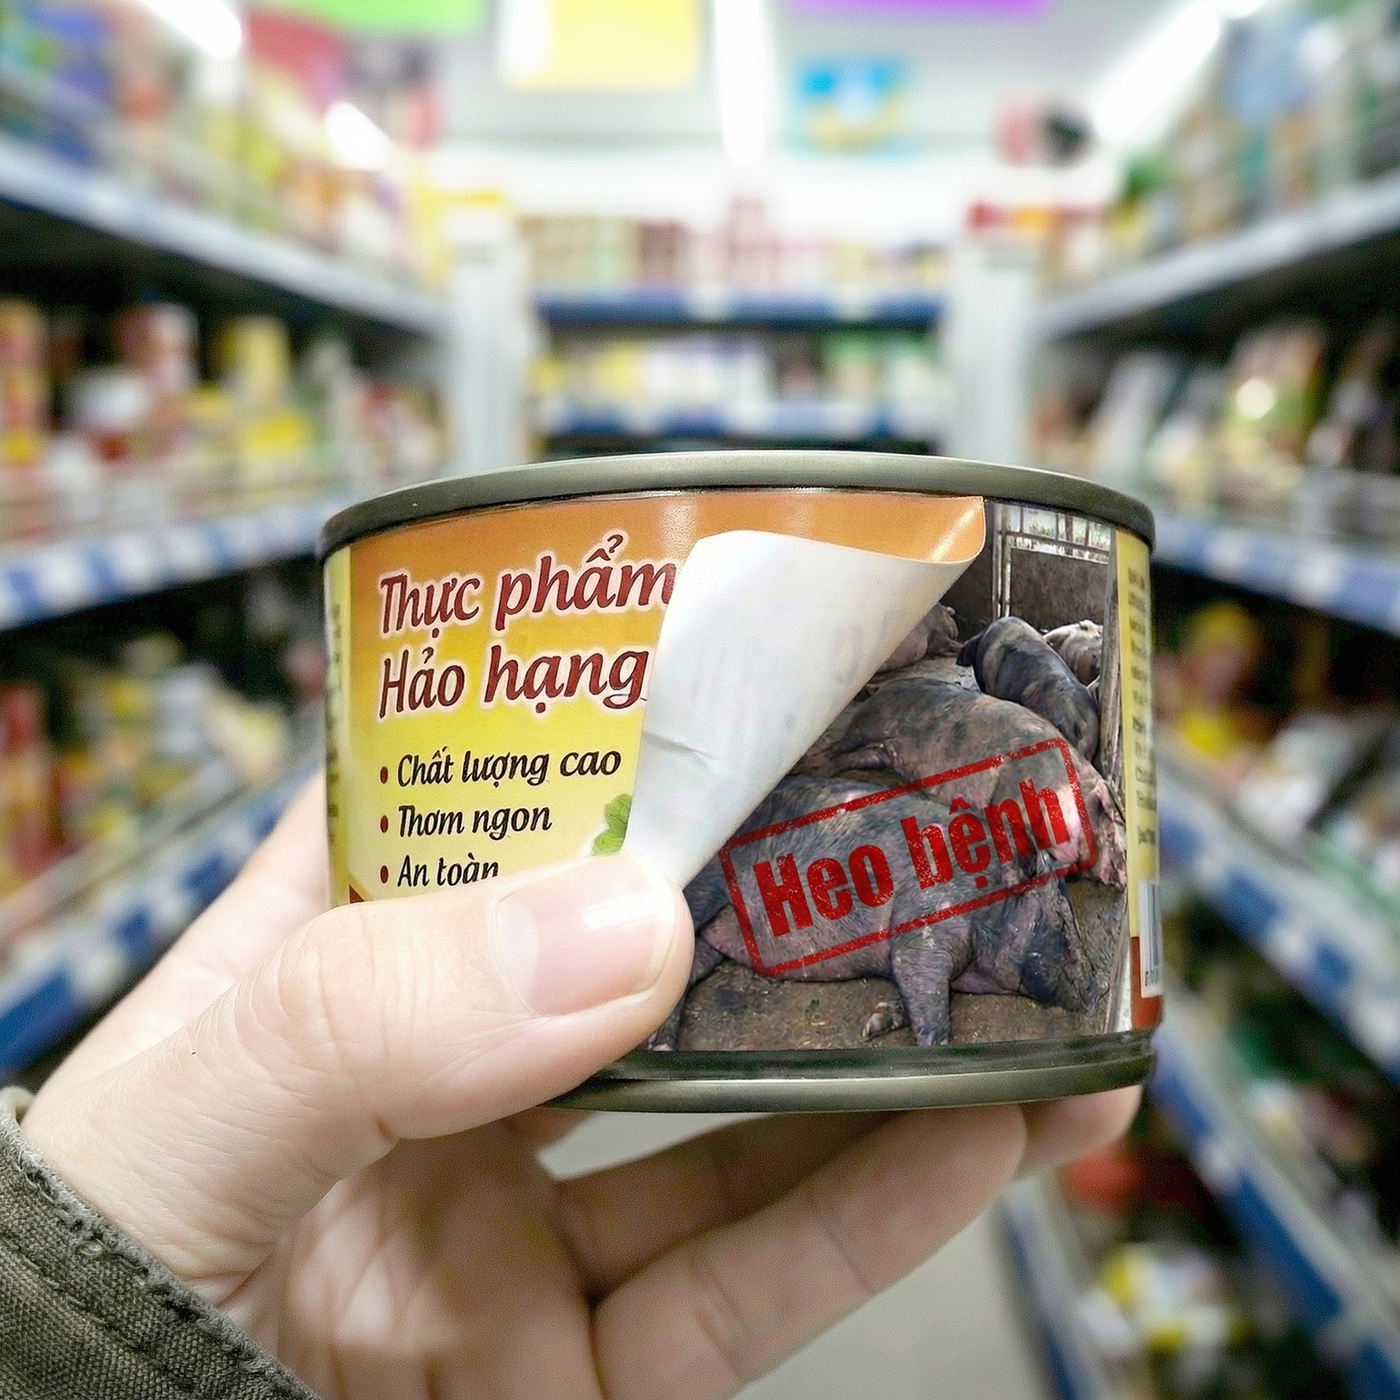 Thực phẩm
Hảo hạng
• Chất lượng cao
• Thơm ngon
• An toàn
Heo bệnh